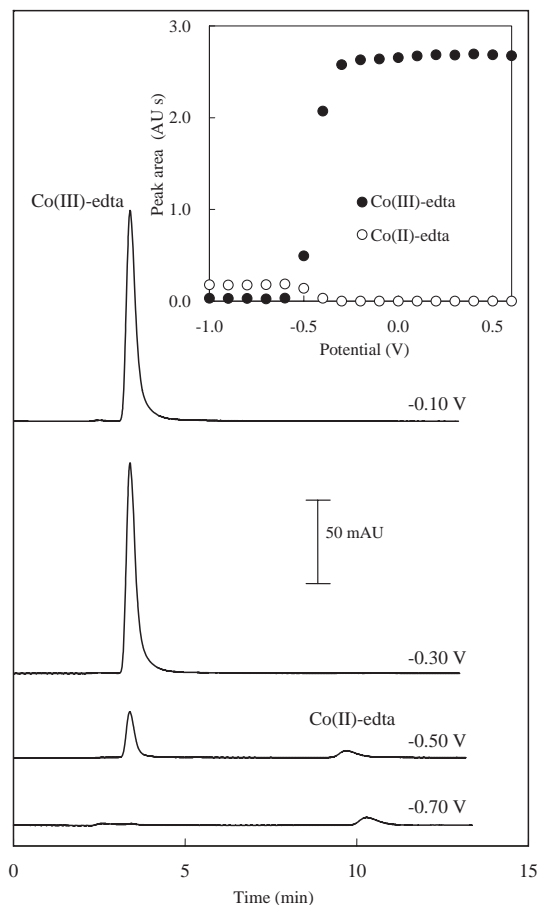 3.0
2.0
1.0
0.0
Peak area (AU s)
Co(III)-edta
Co(II)-edta
-1.0 -0.5 0.0 0.5
Potential (V)
Co(III)-edta
-0.10 V
50 mAU
-0.30 V
Co(II)-edta
-0.50 V
-0.70 V
0 5 10 15
Time (min)